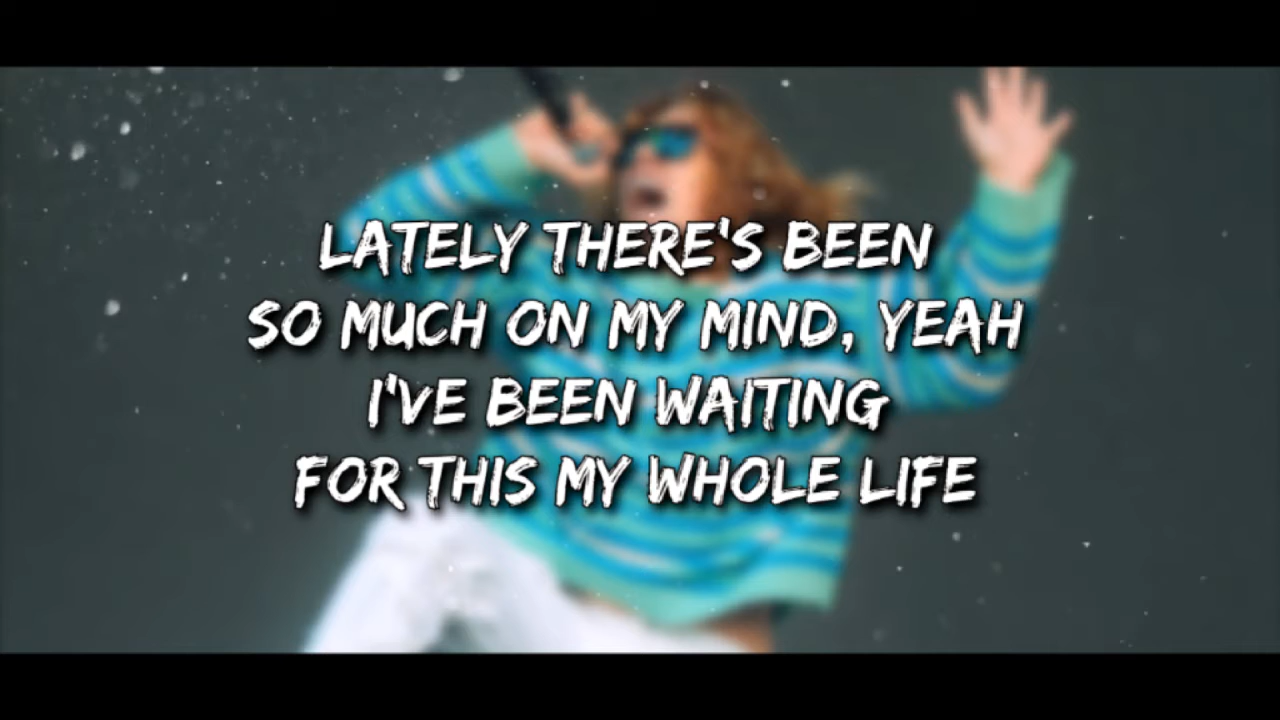 LATELY THERE'S BEEN
SO MUCH ON MY MIND, YEAH
I'VE BEEN WAITING
FOR THIS MY WHOLE LIFE